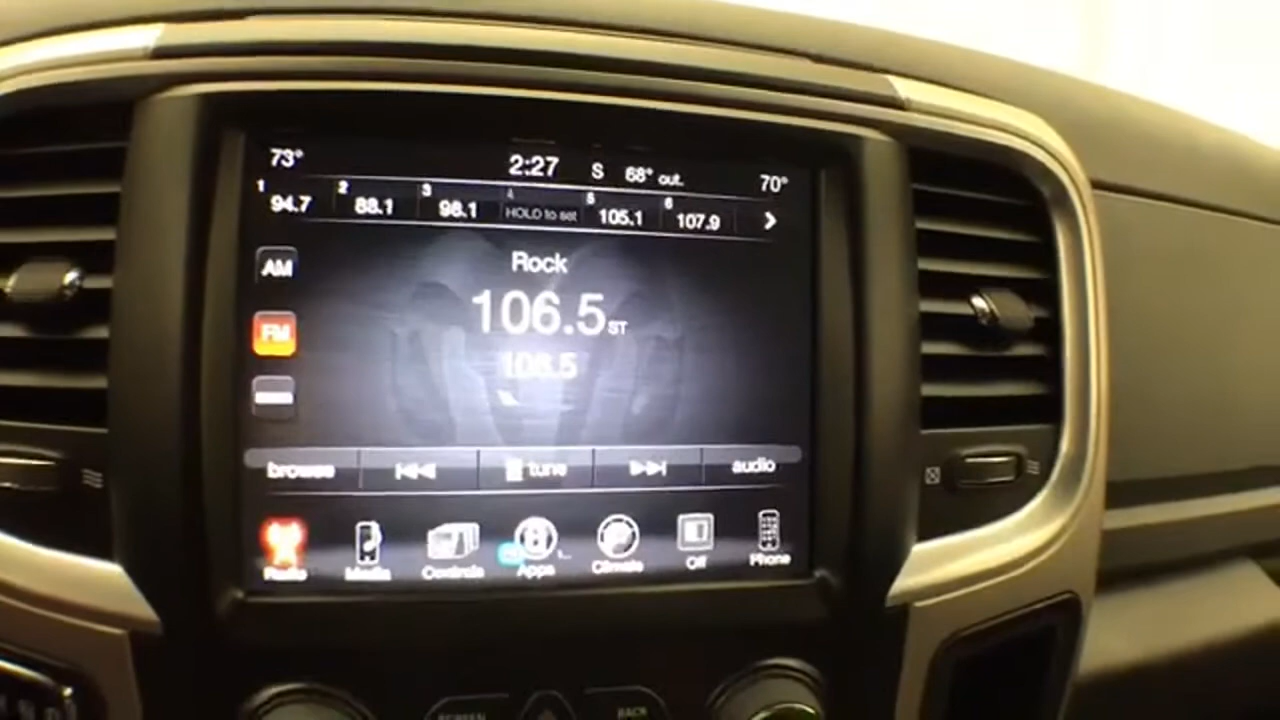 73° 2:27 S 68° out. 70°
1 94.7 2 88.1 3 98.1 4 HOLD to set 5 105.1 6 107.9
AM
Rock
106.5 ST
FM
106.5
browse tune audio
Radio Media Controls Apps Climate Off Phone
SCREEN BACK